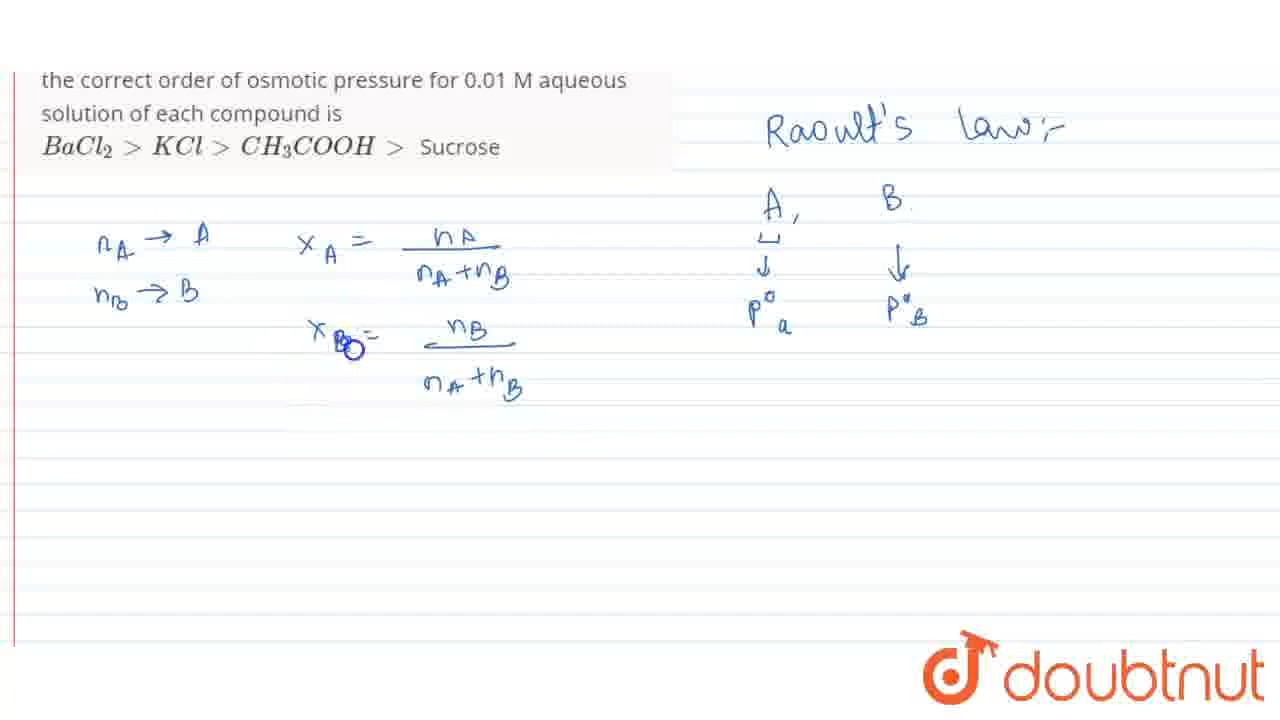 the correct order of osmotic pressure for 0.01 M aqueous
solution of each compound is
BaCl₂ > KCl > CH₃COOH > Sucrose
Raoult's law:-
A, B.
P°a P°B
nA → A
nB → B
xA = nA / nA+nB
xB = nB / nA+nB
doubtnut